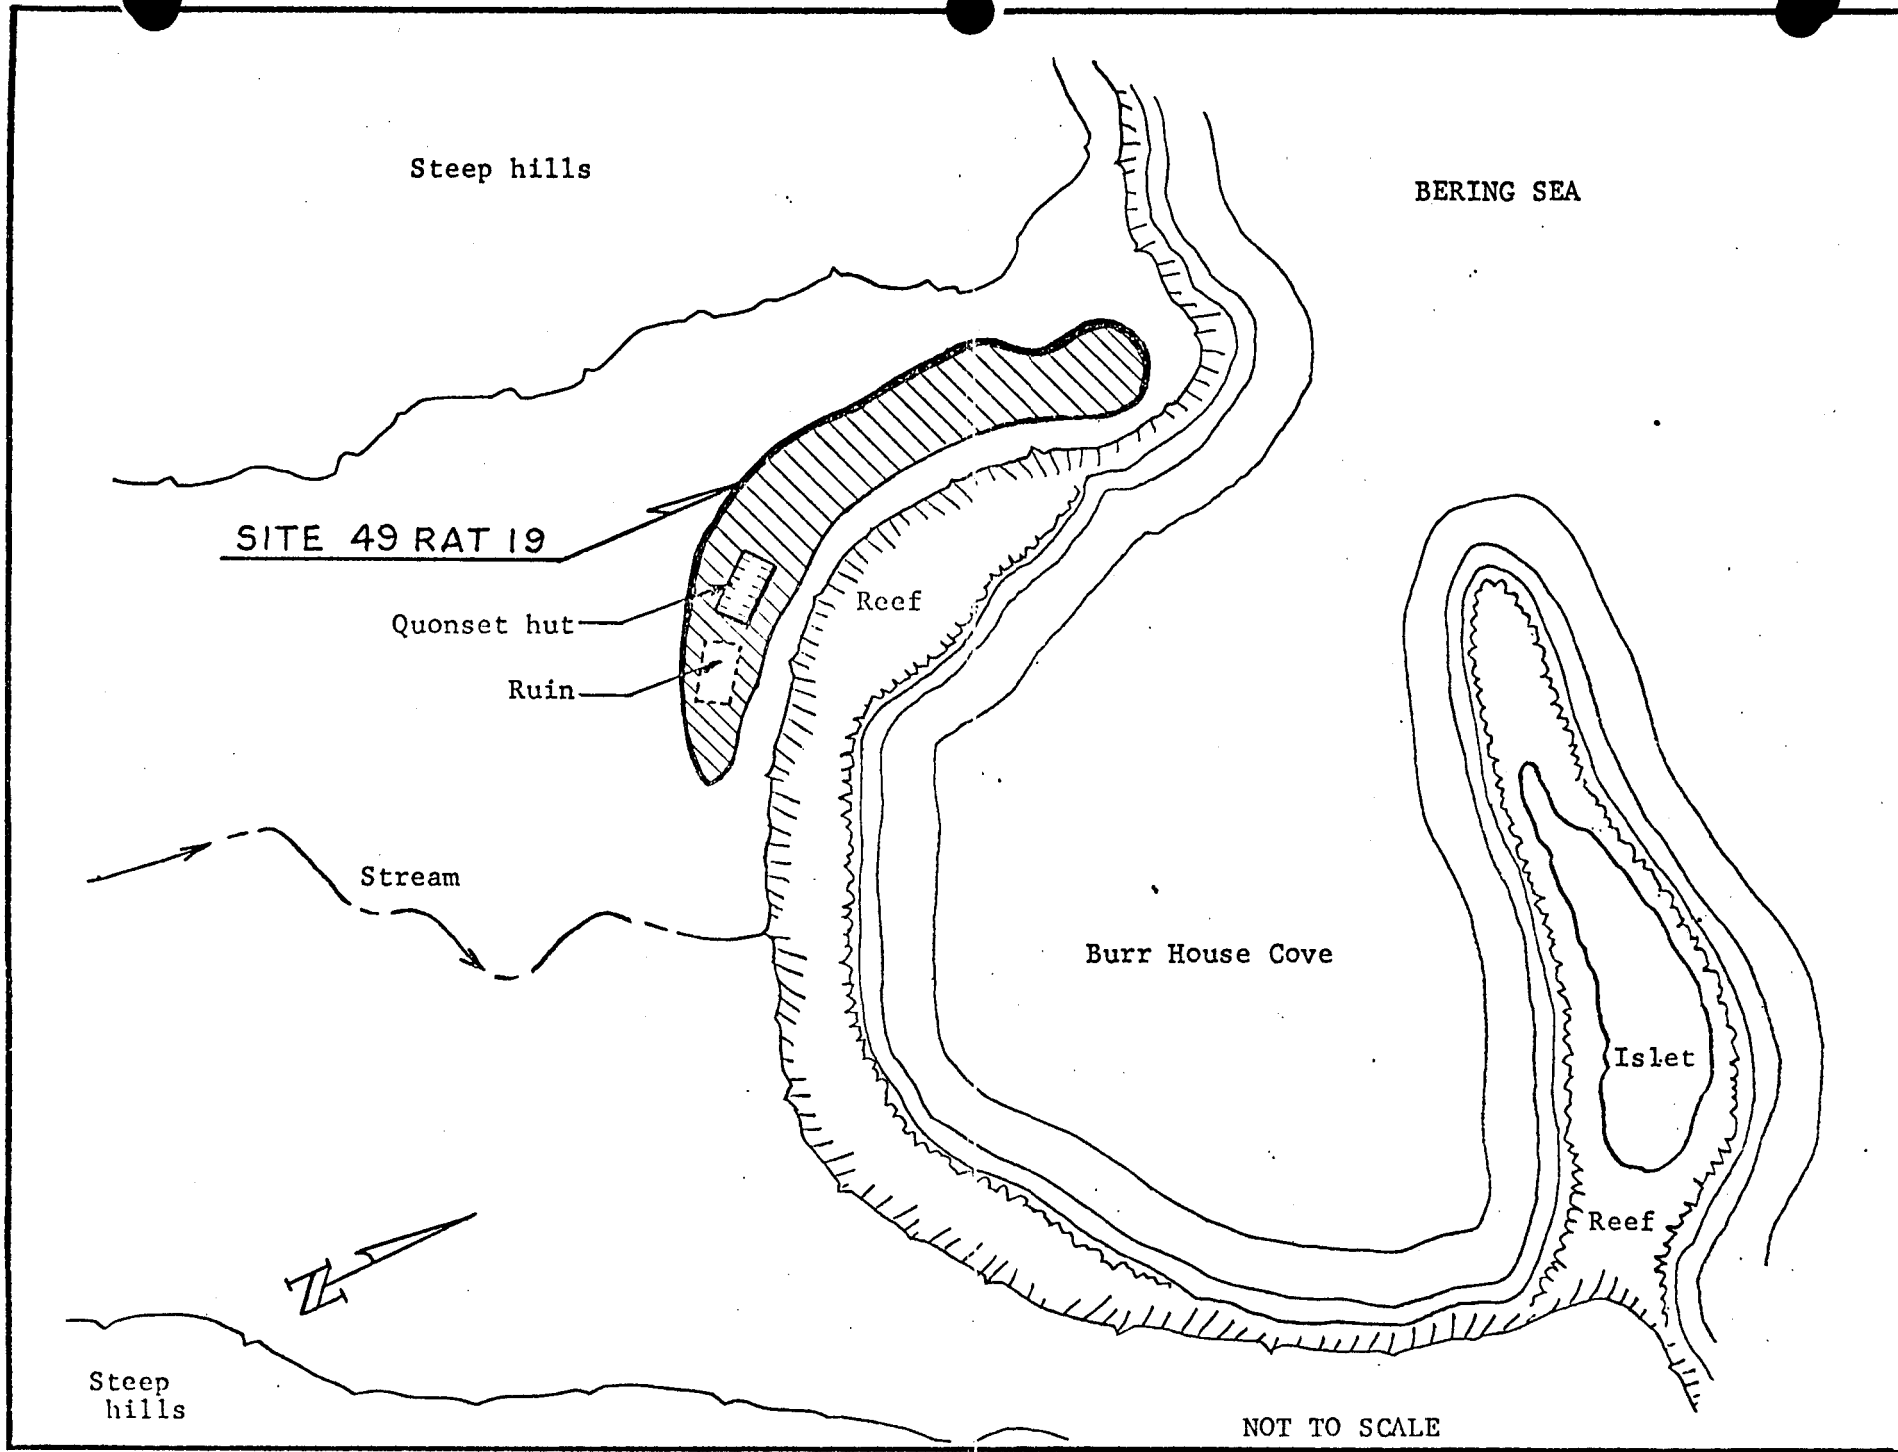 Steep hills
BERING SEA
SITE 49 RAT 19
Quonset hut
Reef
Ruin
Stream
Burr House Cove
Islet
Reef
N
Steep
hills
NOT TO SCALE